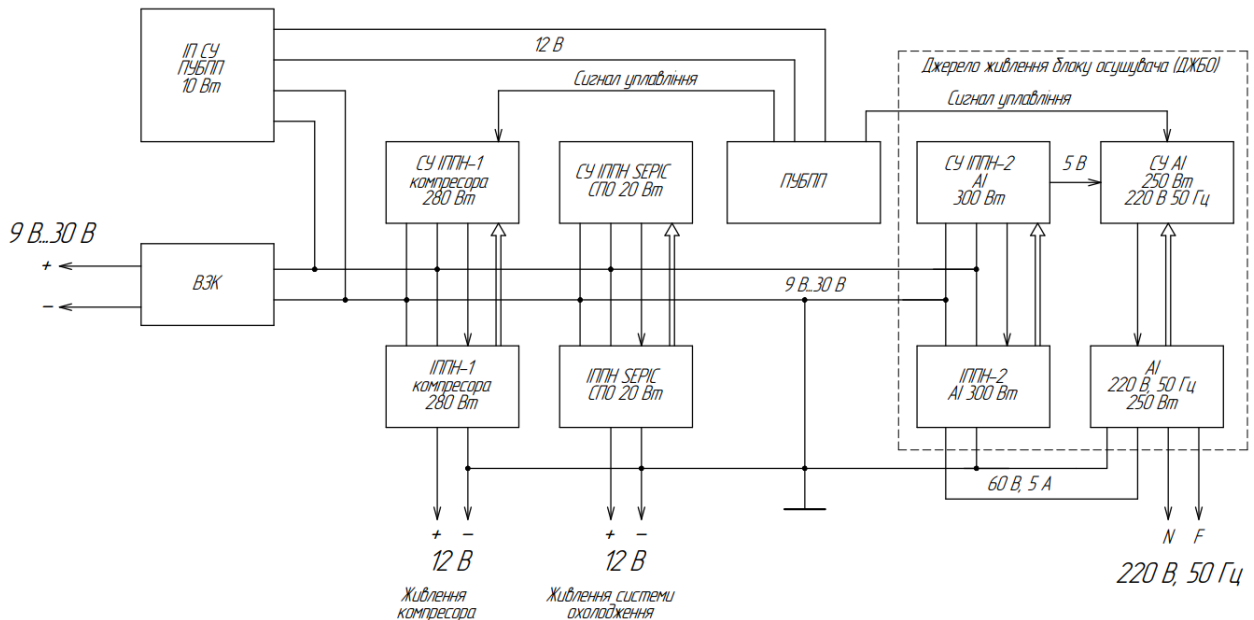 ІП СУ
ПУБПП
10 Вт
12 В
Сигнал уплавління
Джерело живлення блоку осушувача (ДЖБО)
Сигнал уплавління
СУ ІППН-1
компресора
280 Вт
СУ ІППН SEPIC
СПО 20 Вт
ПУБПП
СУ ІППН-2
АІ
300 Вт
5 В
СУ АІ
250 Вт
220 В 50 Гц
9 В...30 В
+
−
ВЗК
9 В...30 В
ІППН-1
компресора
280 Вт
ІППН SEPIC
СПО 20 Вт
ІППН-2
АІ 300 Вт
АІ
220 В, 50 Гц
250 Вт
60 В, 5 А
+ −
12 В
Живлення
компресора
+ −
12 В
Живлення системи
охолодження
N F
220 В, 50 Гц